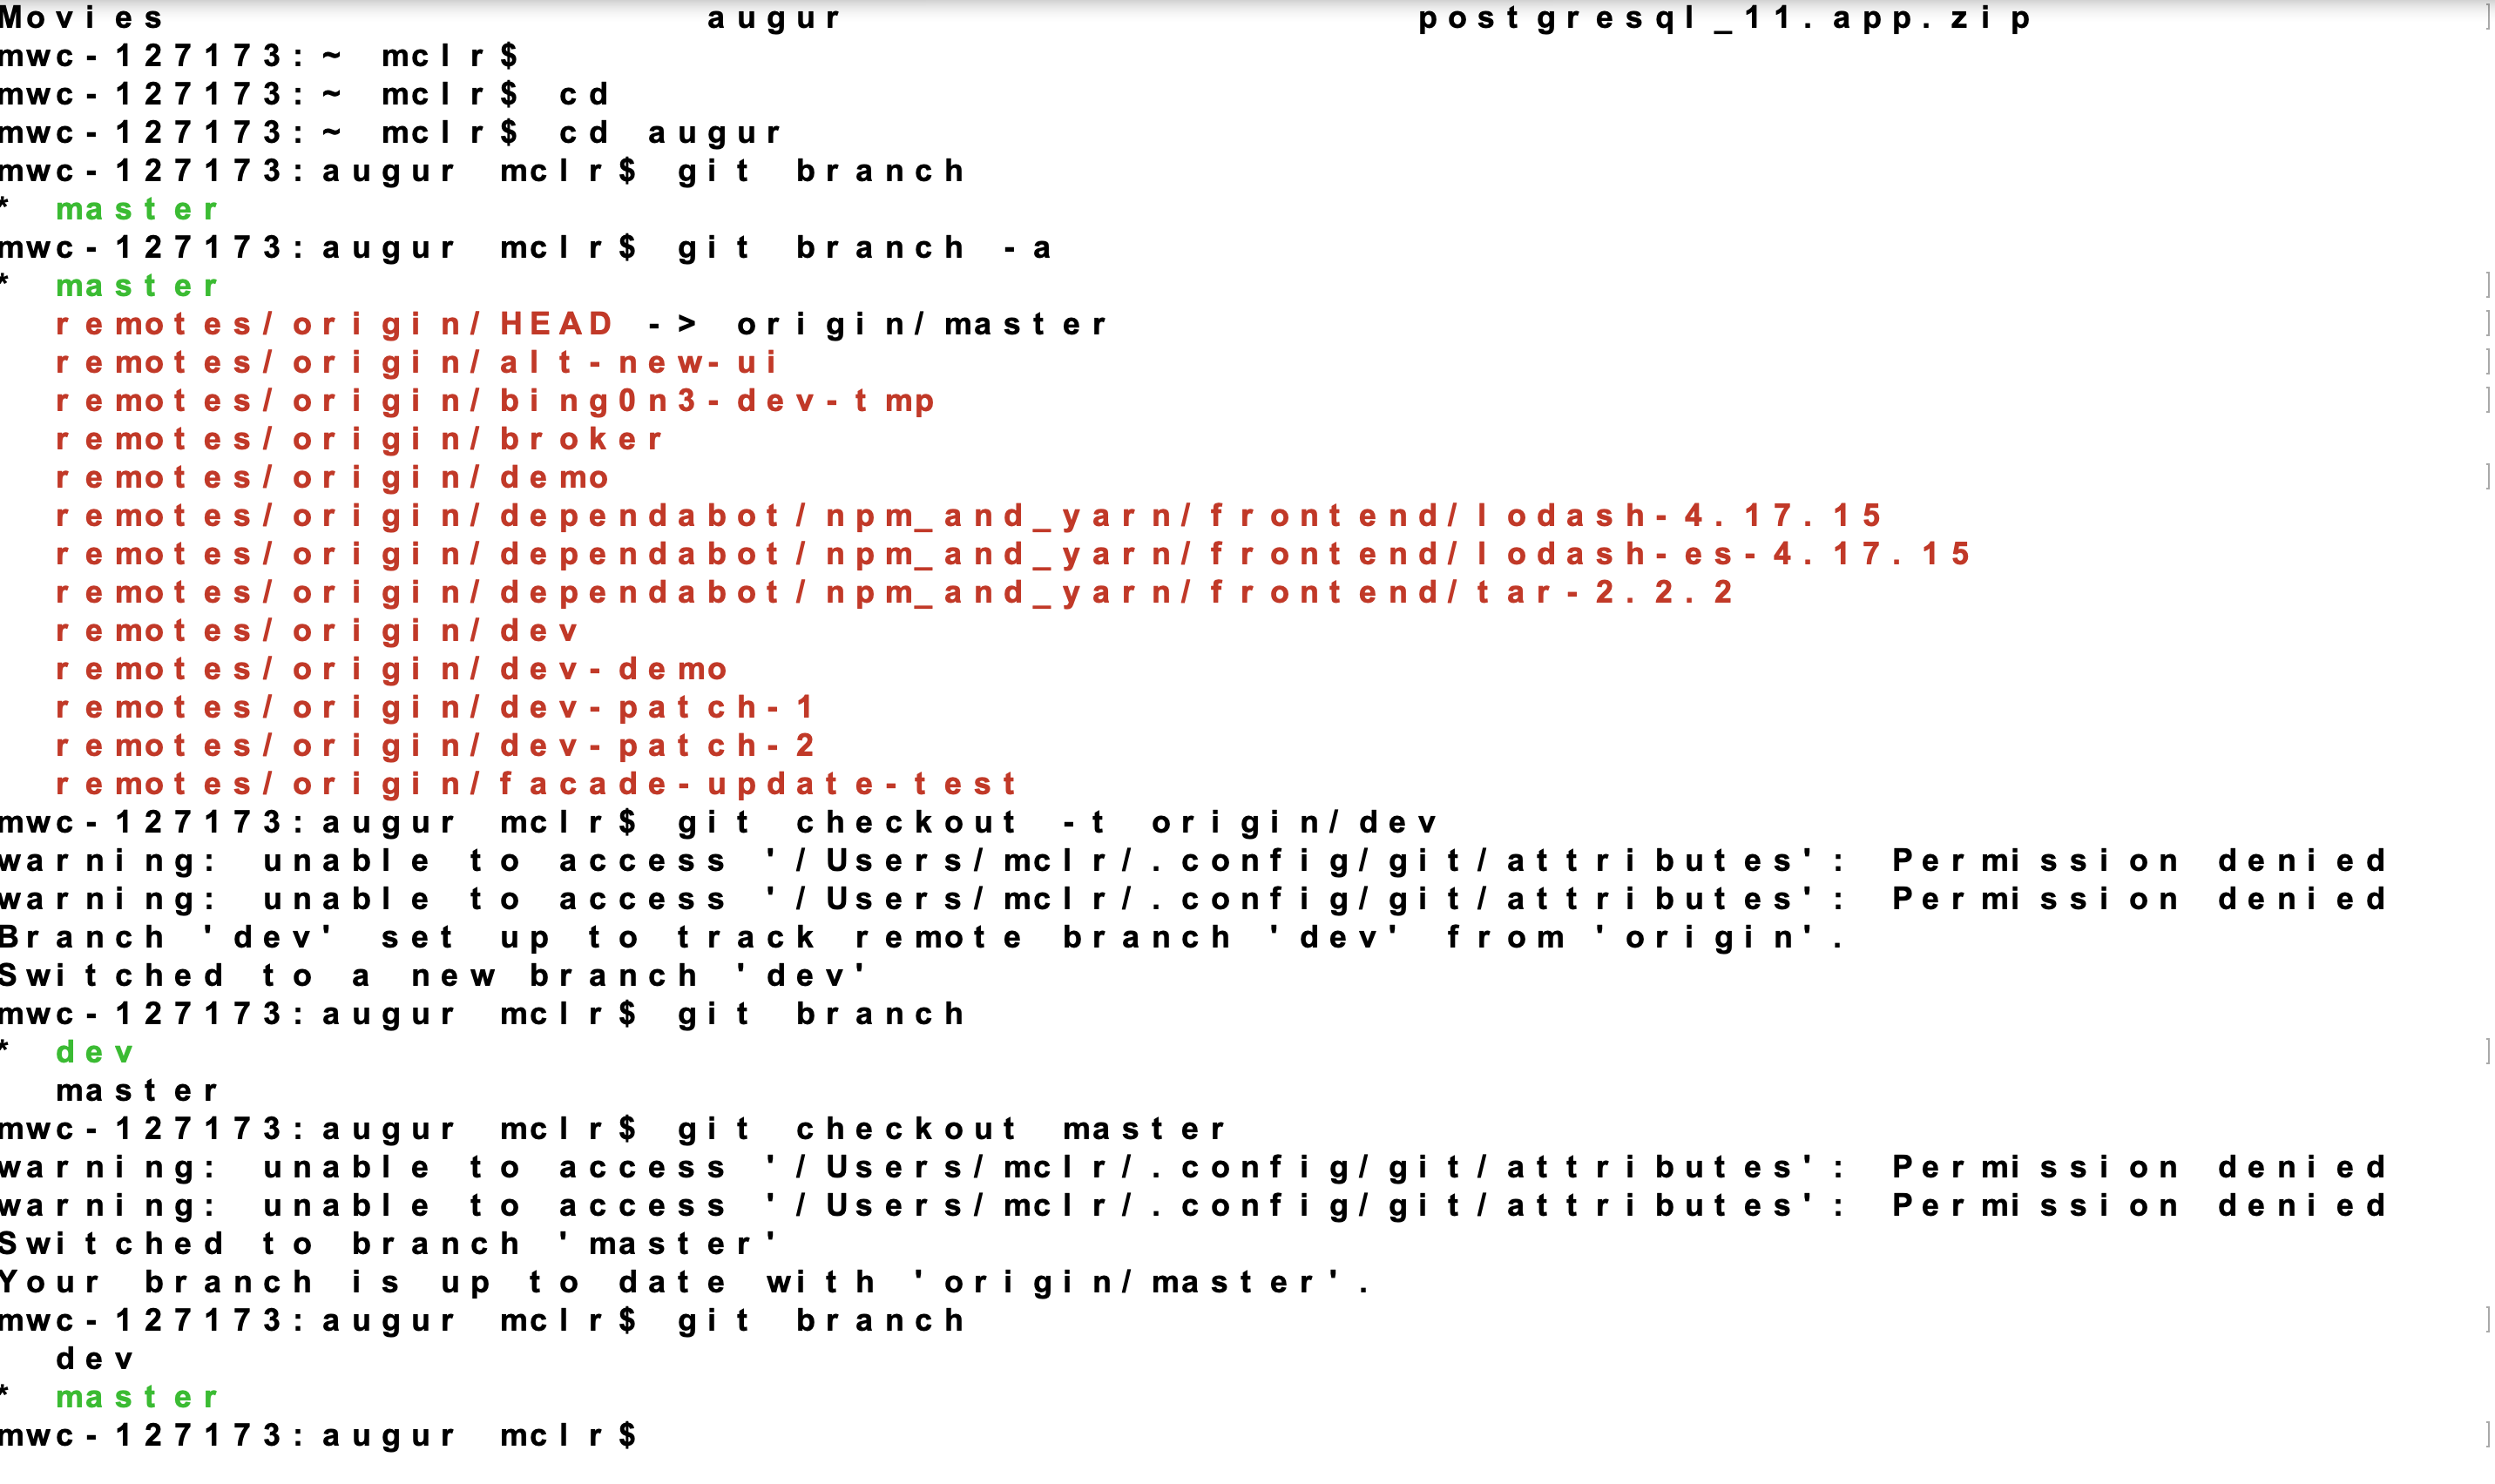 Movies augur postgresql_11.app.zip
mwc-127173:~ mclr$
mwc-127173:~ mclr$ cd
mwc-127173:~ mclr$ cd augur
mwc-127173:augur mclr$ git branch
* master
mwc-127173:augur mclr$ git branch -a
* master
remotes/origin/HEAD -> origin/master
remotes/origin/alt-new-ui
remotes/origin/bing0n3-dev-tmp
remotes/origin/broker
remotes/origin/demo
remotes/origin/dependabot/npm_and_yarn/frontend/lodash-4.17.15
remotes/origin/dependabot/npm_and_yarn/frontend/lodash-es-4.17.15
remotes/origin/dependabot/npm_and_yarn/frontend/tar-2.2.2
remotes/origin/dev
remotes/origin/dev-demo
remotes/origin/dev-patch-1
remotes/origin/dev-patch-2
remotes/origin/facade-update-test
mwc-127173:augur mclr$ git checkout -t origin/dev
warning: unable to access '/Users/mclr/.config/git/attributes': Permission denied
warning: unable to access '/Users/mclr/.config/git/attributes': Permission denied
Branch 'dev' set up to track remote branch 'dev' from 'origin'.
Switched to a new branch 'dev'
mwc-127173:augur mclr$ git branch
* dev
master
mwc-127173:augur mclr$ git checkout master
warning: unable to access '/Users/mclr/.config/git/attributes': Permission denied
warning: unable to access '/Users/mclr/.config/git/attributes': Permission denied
Switched to branch 'master'
Your branch is up to date with 'origin/master'.
mwc-127173:augur mclr$ git branch
dev
* master
mwc-127173:augur mclr$